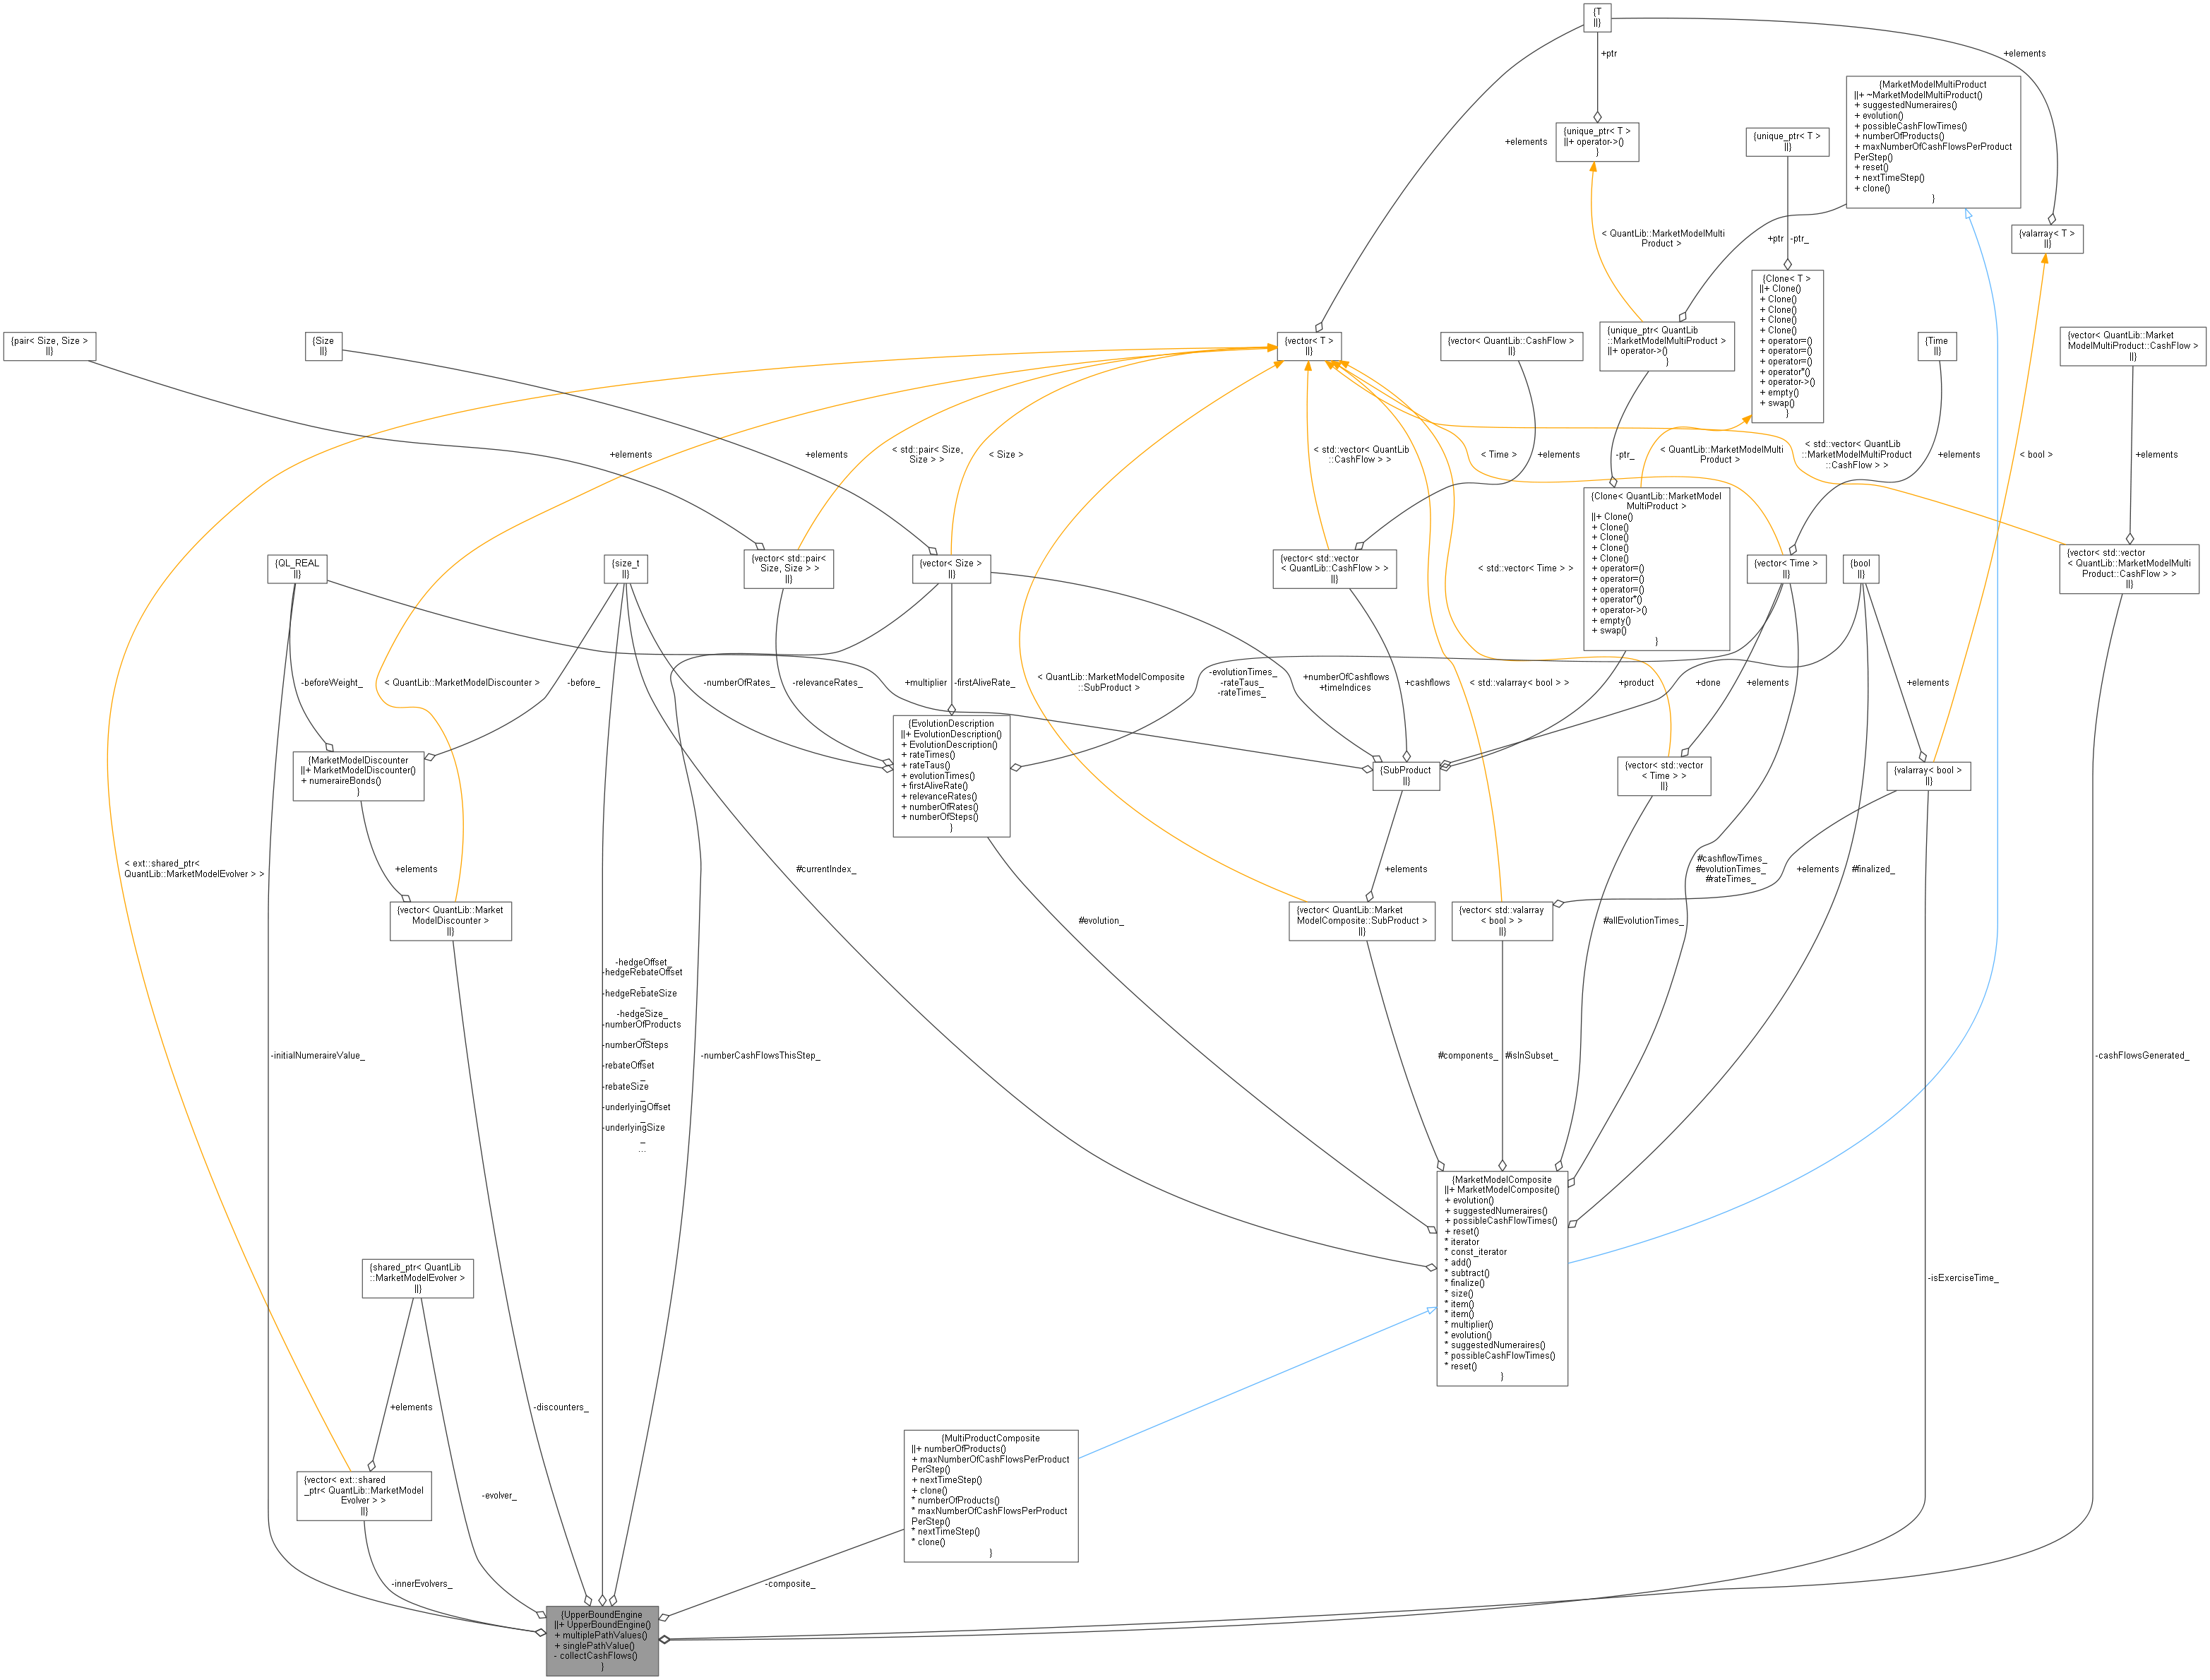 {T
||}
+ptr
+elements
{MarketModelMultiProduct
||+ ~MarketModelMultiProduct()
+ suggestedNumeraires()
+ evolution()
+ possibleCashFlowTimes()
+ numberOfProducts()
+ maxNumberOfCashFlowsPerProduct
PerStep()
+ reset()
+ nextTimeStep()
+ clone()
}
+elements
{unique_ptr< T >
||+ operator->()
}
{unique_ptr< T >
||}
< QuantLib::MarketModelMulti
Product >
+ptr
-ptr_
{valarray< T >
||}
{Clone< T >
||+ Clone()
+ Clone()
+ Clone()
+ Clone()
+ Clone()
+ operator=()
+ operator=()
+ operator=()
+ operator*()
+ operator->()
+ empty()
+ swap()
}
{pair< Size, Size >
||}
{Size
||}
{vector< T >
||}
{vector< QuantLib::CashFlow >
||}
{unique_ptr< QuantLib
::MarketModelMultiProduct >
||+ operator->()
}
{Time
||}
{vector< QuantLib::Market
ModelMultiProduct::CashFlow >
||}
+elements
+elements
< std::pair< Size,
Size > >
< Size >
< std::vector< QuantLib
::CashFlow > >
< Time >
+elements
-ptr_
< QuantLib::MarketModelMulti
Product >
< std::vector< QuantLib
::MarketModelMultiProduct
::CashFlow > >
+elements
< bool >
+elements
{Clone< QuantLib::MarketModel
MultiProduct >
||+ Clone()
+ Clone()
+ Clone()
+ Clone()
+ Clone()
+ operator=()
+ operator=()
+ operator=()
+ operator*()
+ operator->()
+ empty()
+ swap()
}
{QL_REAL
||}
{size_t
||}
{vector< std::pair<
Size, Size > >
||}
{vector< Size >
||}
{vector< std::vector
< QuantLib::CashFlow > >
||}
< std::vector< Time > >
{vector< Time >
||}
{bool
||}
{vector< std::vector
< QuantLib::MarketModelMulti
Product::CashFlow > >
||}
-beforeWeight_
< QuantLib::MarketModelDiscounter >
-before_
-numberOfRates_
-relevanceRates_
+multiplier
-firstAliveRate_
< QuantLib::MarketModelComposite
::SubProduct >
-evolutionTimes_
-rateTaus_
-rateTimes_
+numberOfCashflows
+timeIndices
+cashflows
< std::valarray< bool > >
+product
+done
+elements
+elements
{MarketModelDiscounter
||+ MarketModelDiscounter()
+ numeraireBonds()
}
{EvolutionDescription
||+ EvolutionDescription()
+ EvolutionDescription()
+ rateTimes()
+ rateTaus()
+ evolutionTimes()
+ firstAliveRate()
+ relevanceRates()
+ numberOfRates()
+ numberOfSteps()
}
{SubProduct
||}
{vector< std::vector
< Time > >
||}
{valarray< bool >
||}
< ext::shared_ptr<
QuantLib::MarketModelEvolver > >
+elements
#currentIndex_
+elements
#cashflowTimes_
#evolutionTimes_
#rateTimes_
+elements
#finalized_
{vector< QuantLib::Market
ModelDiscounter >
||}
#evolution_
{vector< QuantLib::Market
ModelComposite::SubProduct >
||}
{vector< std::valarray
< bool > >
||}
#allEvolutionTimes_
-hedgeOffset_
-hedgeRebateOffset
_
-hedgeRebateSize
_
-hedgeSize_
-numberOfProducts
_
-numberOfSteps
_
-rebateOffset
_
-rebateSize
_
-underlyingOffset
_
-underlyingSize
_
...
-initialNumeraireValue_
-numberCashFlowsThisStep_
#components_
#isInSubset_
-cashFlowsGenerated_
{MarketModelComposite
||+ MarketModelComposite()
+ evolution()
+ suggestedNumeraires()
+ possibleCashFlowTimes()
+ reset()
* iterator
* const_iterator
* add()
* subtract()
* finalize()
* size()
* item()
* item()
* multiplier()
* evolution()
* suggestedNumeraires()
* possibleCashFlowTimes()
* reset()
}
{shared_ptr< QuantLib
::MarketModelEvolver >
||}
-isExerciseTime_
+elements
-discounters_
{MultiProductComposite
||+ numberOfProducts()
+ maxNumberOfCashFlowsPerProduct
PerStep()
+ nextTimeStep()
+ clone()
* numberOfProducts()
* maxNumberOfCashFlowsPerProduct
PerStep()
* nextTimeStep()
* clone()
}
{vector< ext::shared
_ptr< QuantLib::MarketModel
Evolver > >
||}
-evolver_
-innerEvolvers_
-composite_
{UpperBoundEngine
||+ UpperBoundEngine()
+ multiplePathValues()
+ singlePathValue()
- collectCashFlows()
}